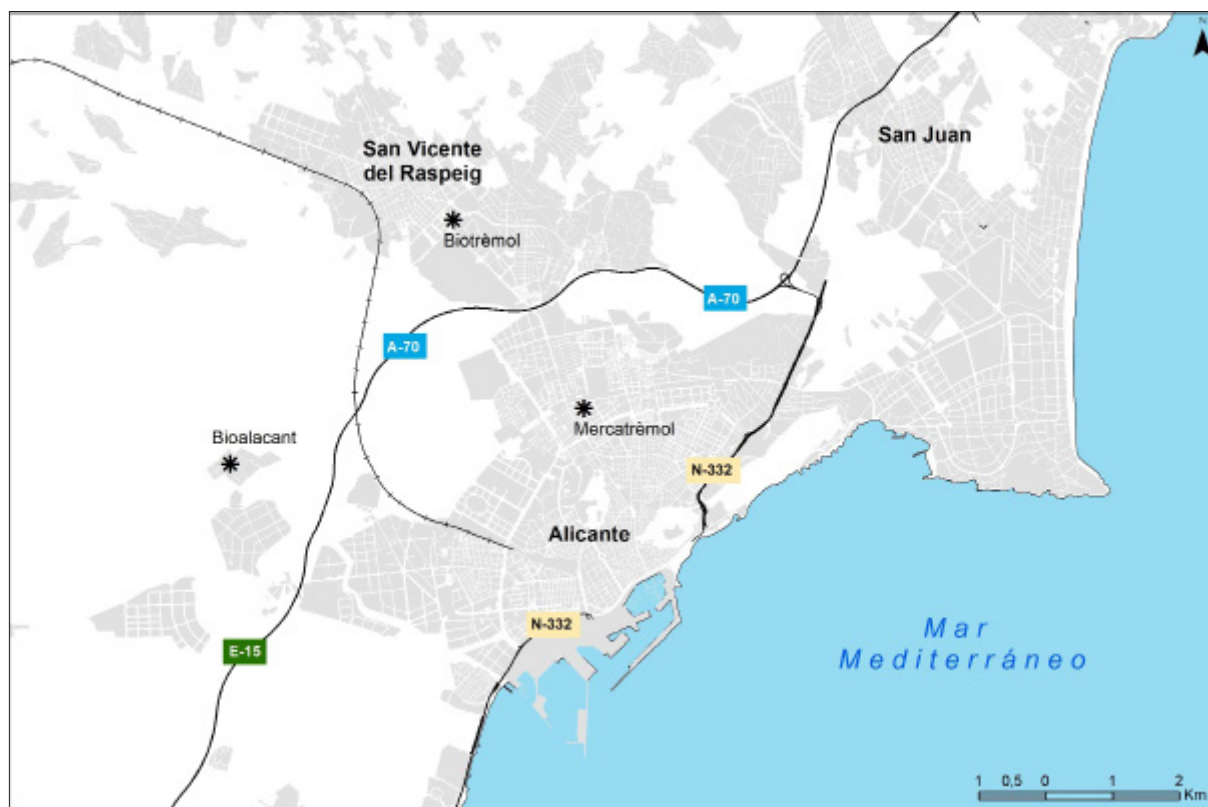 N
San Juan
San Vicente
del Raspeig
Biotrèmol
A-70
A-70
Mercatrèmol
Bioalacant
N-332
Alicante
N-332
Mar
Mediterráneo
E-15
1 0,5 0 1 2
Km